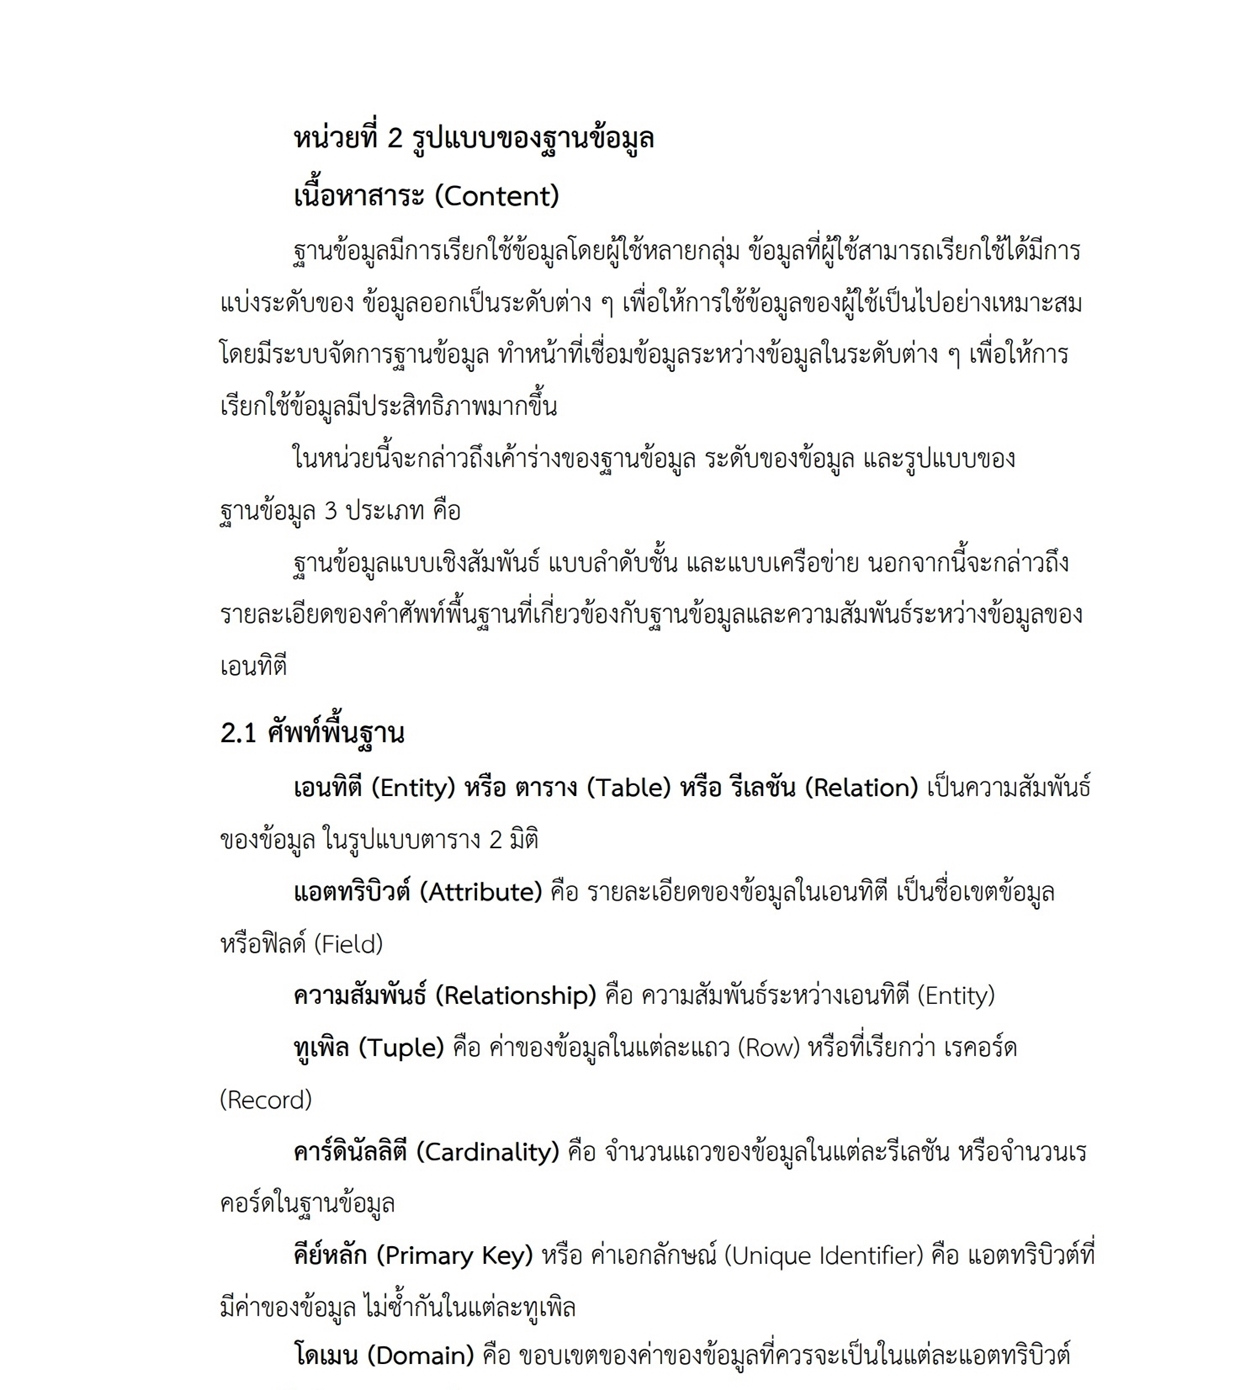 หน่วยที่ 2 รูปแบบของฐานข้อมูล
เนื้อหาสาระ (Content)
ฐานข้อมูลมีการเรียกใช้ข้อมูลโดยผู้ใช้หลายกลุ่ม ข้อมูลที่ผู้ใช้สามารถเรียกใช้ได้มีการ
แบ่งระดับของ ข้อมูลออกเป็นระดับต่าง ๆ เพื่อให้การใช้ข้อมูลของผู้ใช้เป็นไปอย่างเหมาะสม
โดยมีระบบจัดการฐานข้อมูล ทำหน้าที่เชื่อมข้อมูลระหว่างข้อมูลในระดับต่าง ๆ เพื่อให้การ
เรียกใช้ข้อมูลมีประสิทธิภาพมากขึ้น
ในหน่วยนี้จะกล่าวถึงเค้าร่างของฐานข้อมูล ระดับของข้อมูล และรูปแบบของ
ฐานข้อมูล 3 ประเภท คือ
ฐานข้อมูลแบบเชิงสัมพันธ์ แบบลำดับชั้น และแบบเครือข่าย นอกจากนี้จะกล่าวถึง
รายละเอียดของคำศัพท์พื้นฐานที่เกี่ยวข้องกับฐานข้อมูลและความสัมพันธ์ระหว่างข้อมูลของ
เอนทิตี
2.1 ศัพท์พื้นฐาน
เอนทิตี (Entity) หรือ ตาราง (Table) หรือ รีเลชัน (Relation) เป็นความสัมพันธ์
ของข้อมูล ในรูปแบบตาราง 2 มิติ
แอตทริบิวต์ (Attribute) คือ รายละเอียดของข้อมูลในเอนทิตี เป็นชื่อเขตข้อมูล
หรือฟิลด์ (Field)
ความสัมพันธ์ (Relationship) คือ ความสัมพันธ์ระหว่างเอนทิตี (Entity)
ทูเพิล (Tuple) คือ ค่าของข้อมูลในแต่ละแถว (Row) หรือที่เรียกว่า เรคอร์ด
(Record)
คาร์ดินัลลิตี (Cardinality) คือ จำนวนแถวของข้อมูลในแต่ละรีเลชัน หรือจำนวนเร
คอร์ดในฐานข้อมูล
คีย์หลัก (Primary Key) หรือ ค่าเอกลักษณ์ (Unique Identifier) คือ แอตทริบิวต์ที่
มีค่าของข้อมูล ไม่ซ้ำกันในแต่ละทูเพิล
โดเมน (Domain) คือ ขอบเขตของค่าของข้อมูลที่ควรจะเป็นในแต่ละแอตทริบิวต์